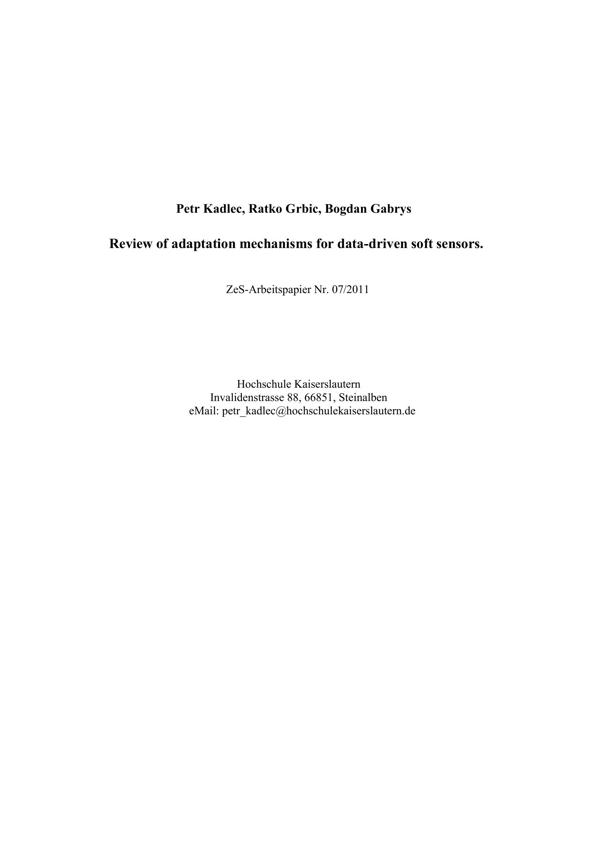 Petr Kadlec, Ratko Grbic, Bogdan Gabrys
Review of adaptation mechanisms for data-driven soft sensors.
ZeS-Arbeitspapier Nr. 07/2011
Hochschule Kaiserslautern
Invalidenstrasse 88, 66851, Steinalben
eMail: petr_kadlec@hochschulekaiserslautern.de